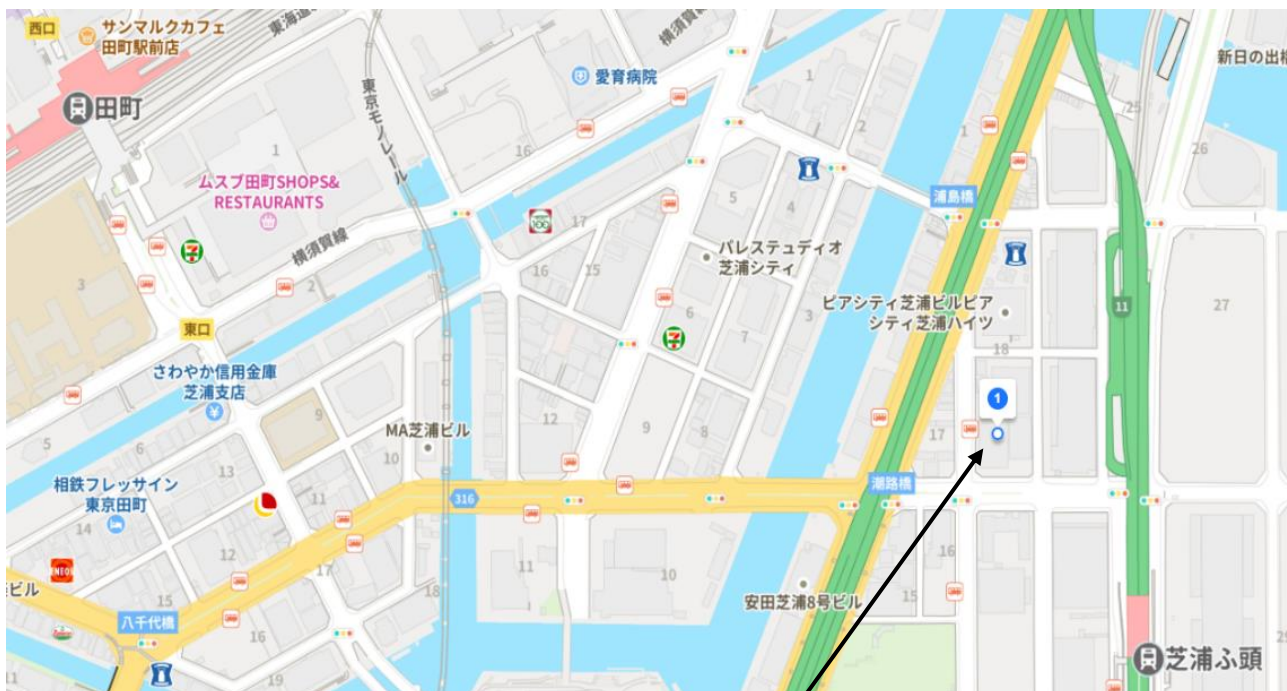 西口
サンマルクカフェ
田町駅前店
東海道
横須賀線
新日の出
愛育病院
田町
東京モノレール
1
16
1
2
1
25
26
ムスブ田町SHOPS&
RESTAURANTS
5
4
浦島橋
17
横須賀線
パレステュディオ
芝浦シティ
3
2
16
15
ピアシティ芝浦ビルピア
シティ芝浦ハイツ
11
27
6
7
3
東口
18
さわやか信用金庫
芝浦支店
9
12
1
MA芝浦ビル
9
8
17
5
6
13
10
相鉄フレッサイン
東京田町
11
316
潮路橋
14
12
16
ENEOS
17
11
10
ビル
15
18
安田芝浦8号ビル
15
八千代橋
16
芝浦ふ頭
11
19